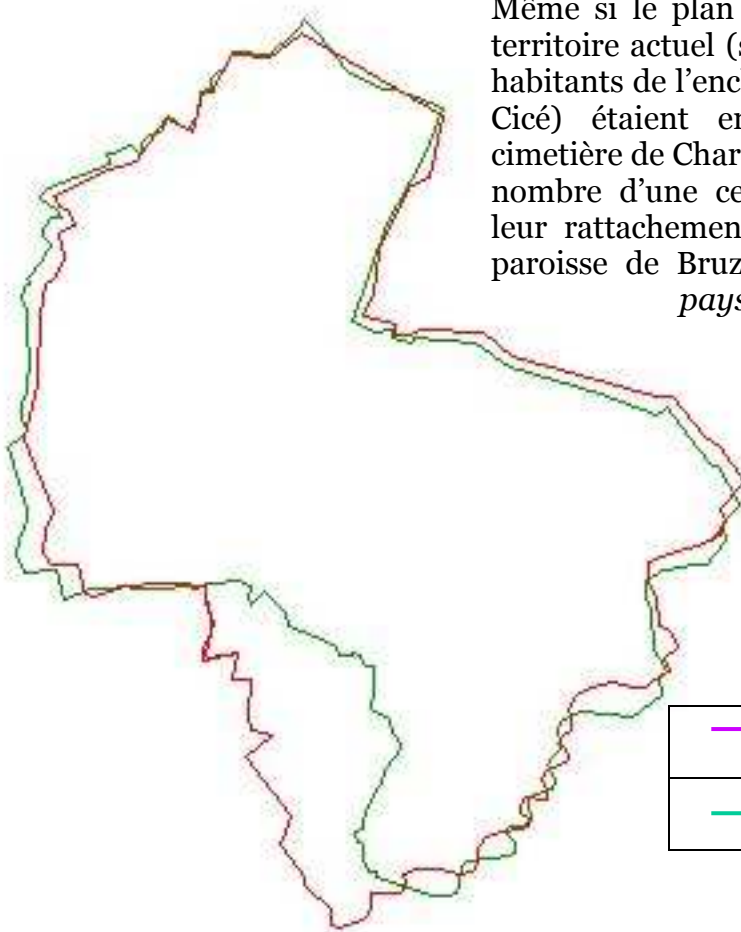 Même si le plan
territoire actuel (s
habitants de l’encl
Cicé) étaient en
cimetière de Char
nombre d’une ce
leur rattachemen
paroisse de Bruz
pays